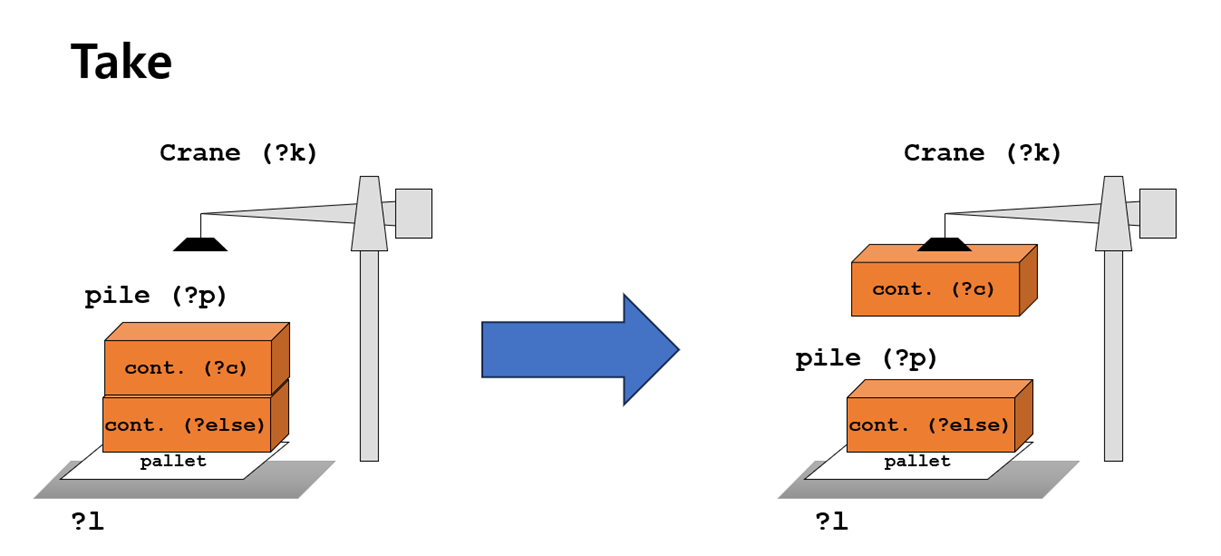 Take
Crane (?k)
pile (?p)
cont. (?c)
cont. (?else)
pallet
?l
Crane (?k)
cont. (?c)
pile (?p)
cont. (?else)
pallet
?l